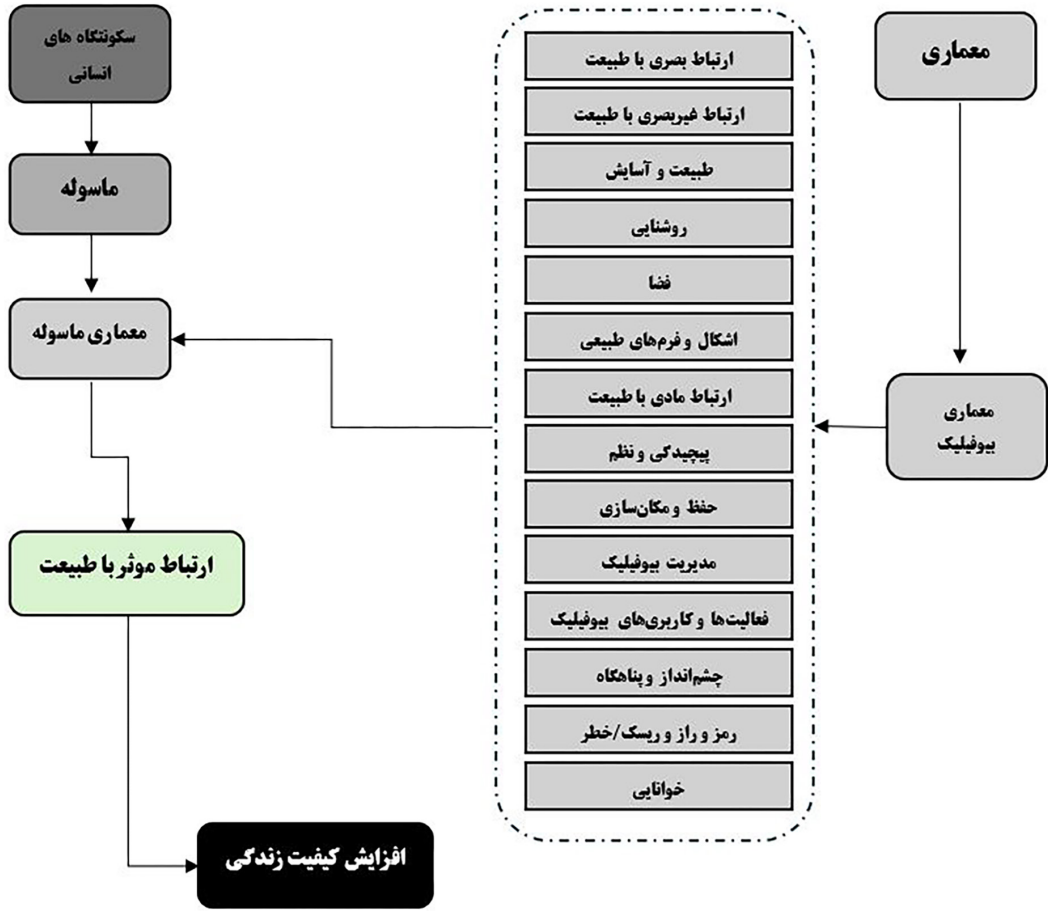 معماری
معماری
بیوفیلیک
ارتباط بصری با طبیعت
ارتباط غیربصری با طبیعت
طبیعت و آسایش
روشنایی
فضا
اشکال و فرم‌های طبیعی
ارتباط مادی با طبیعت
پیچیدگی و نظم
حفظ و مکان‌سازی
مدیریت بیوفیلیک
فعالیت‌ها و کاربری‌های بیوفیلیک
چشم‌انداز و پناهگاه
رمز و راز و ریسک/خطر
خوانایی
سکونتگاه های
انسانی
ماسوله
معماری ماسوله
ارتباط موثر با طبیعت
افزایش کیفیت زندگی